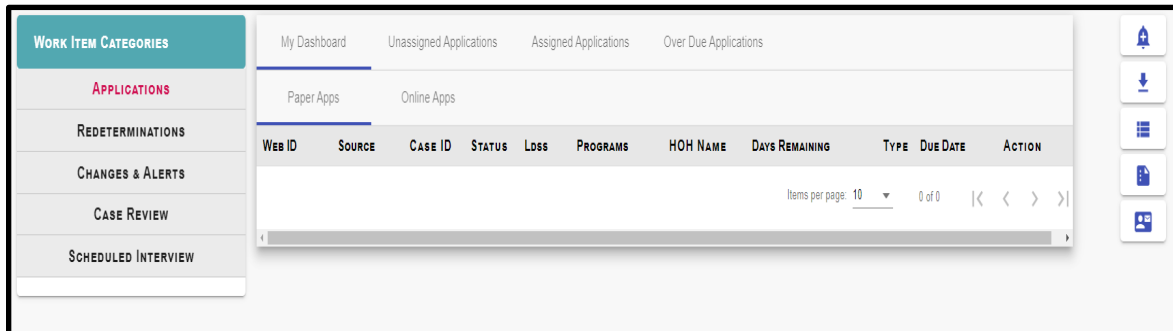 WORK ITEM CATEGORIES
APPLICATIONS
REDETERMINATIONS
CHANGES & ALERTS
CASE REVIEW
SCHEDULED INTERVIEW
My Dashboard Unassigned Applications Assigned Applications Over Due Applications
Paper Apps Online Apps
WEB ID SOURCE CASE ID STATUS LDSS PROGRAMS HOH NAME DAYS REMAINING TYPE DUE DATE ACTION
Items per page: 10 0 of 0